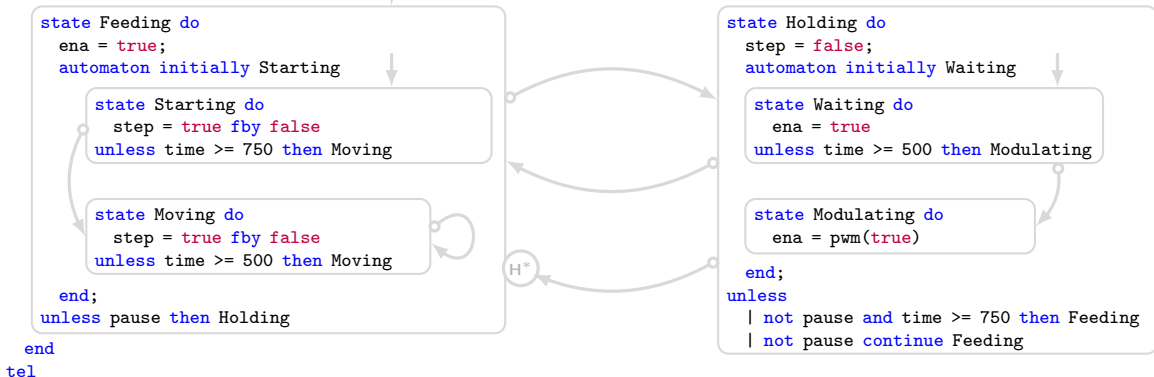 state Feeding do
ena = true;
automaton initially Starting
state Starting do
step = true fby false
unless time >= 750 then Moving
state Moving do
step = true fby false
unless time >= 500 then Moving
end;
unless pause then Holding
end
tel
H*
state Holding do
step = false;
automaton initially Waiting
state Waiting do
ena = true
unless time >= 500 then Modulating
state Modulating do
ena = pwm(true)
end;
unless
| not pause and time >= 750 then Feeding
| not pause continue Feeding